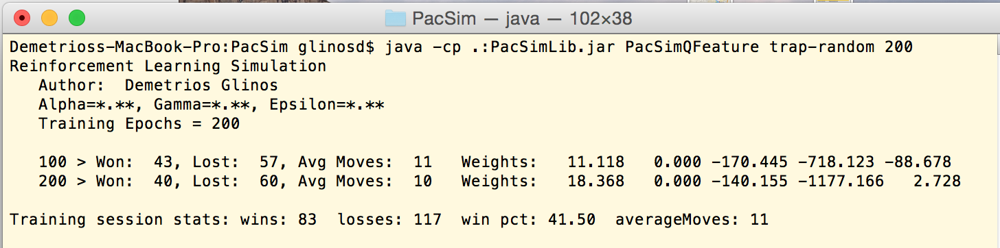 PacSim — java — 102×38
Demetrioss-MacBook-Pro:PacSim glinosd$ java -cp .:PacSimLib.jar PacSimQFeature trap-random 200
Reinforcement Learning Simulation
Author:  Demetrios Glinos
Alpha=*.**, Gamma=*.**, Epsilon=*.**
Training Epochs = 200
100 > Won:  43, Lost:  57, Avg Moves:  11   Weights:   11.118   0.000 -170.445 -718.123 -88.678
200 > Won:  40, Lost:  60, Avg Moves:  10   Weights:   18.368   0.000 -140.155 -1177.166   2.728
Training session stats: wins: 83  losses: 117  win pct: 41.50  averageMoves: 11